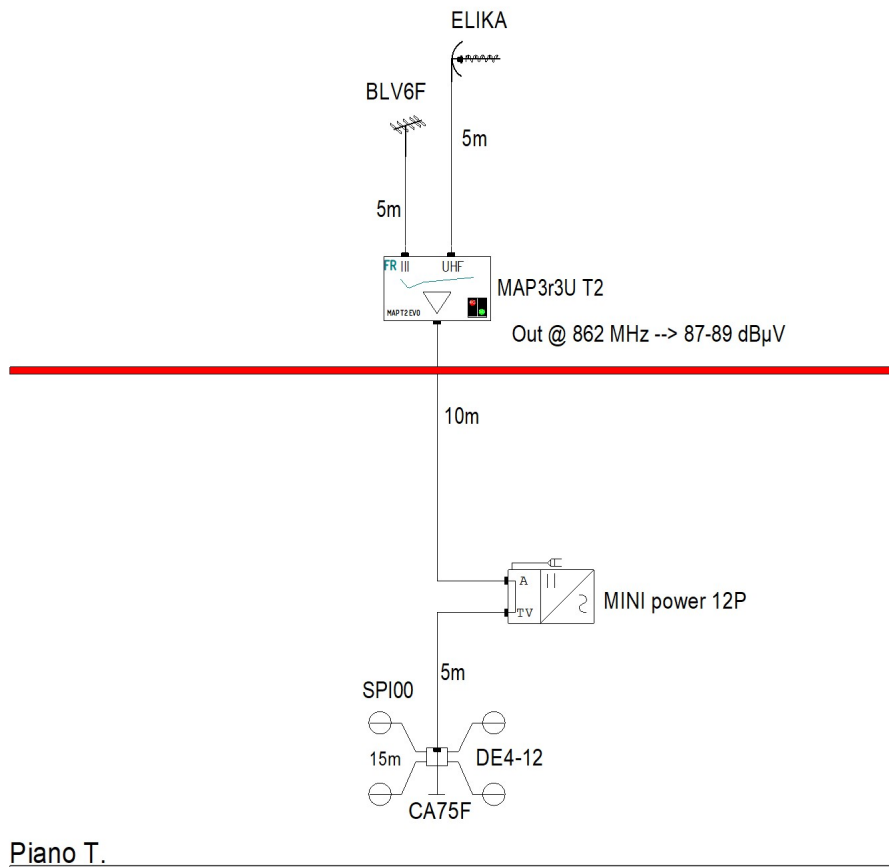 ELIKA
BLV6F
5m
5m
FR III UHF
MAP T2 EVO
MAP3r3U T2
Out @ 862 MHz --> 87-89 dBµV
10m
A
TV
MINI power 12P
5m
SPI00
15m
DE4-12
CA75F
Piano T.